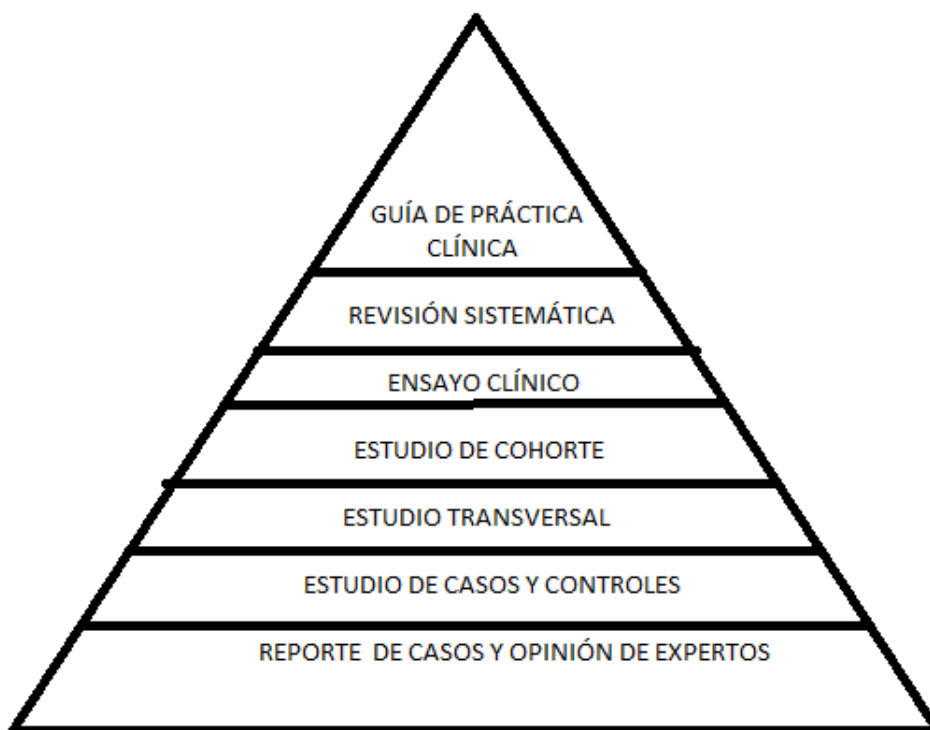 GUÍA DE PRÁCTICA
CLÍNICA
REVISIÓN SISTEMÁTICA
ENSAYO CLÍNICO
ESTUDIO DE COHORTE
ESTUDIO TRANSVERSAL
ESTUDIO DE CASOS Y CONTROLES
REPORTE DE CASOS Y OPINIÓN DE EXPERTOS